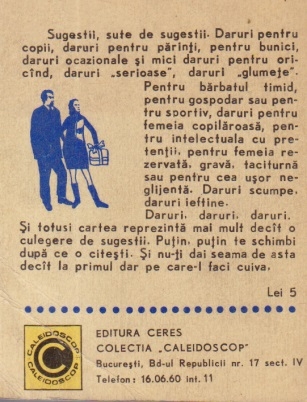 Sugestii, sute de sugestii. Daruri pentru
copii, daruri pentru părinți, pentru bunici,
daruri ocazionale și mici daruri pentru ori-
cînd, daruri „serioase", daruri „glumețe".
Pentru bărbatul timid,
pentru gospodar sau pen-
tru sportiv, daruri pentru
femeia copilăroasă, pen-
tru intelectuala cu pre-
tenții, pentru femeia re-
zervată, gravă, taciturnă
sau pentru cea ușor ne-
glijentă. Daruri scumpe,
daruri ieftine.
Daruri, daruri, daruri.
Și totusi cartea reprezintă mai mult decît o
culegere de sugestii. Puțin, puțin te schimbi
după ce o citești. Și nu-ți dai seama de asta
decît la primul dar pe care-l faci cuiva.
Lei 5
CALEIDOSCOP
CALEIDOSCOP
EDITURA CERES
COLECTIA „CALEIDOSCOP"
București, Bd-ul Republicii nr. 17 sect. IV
Telefon: 16.06.60 int. 11